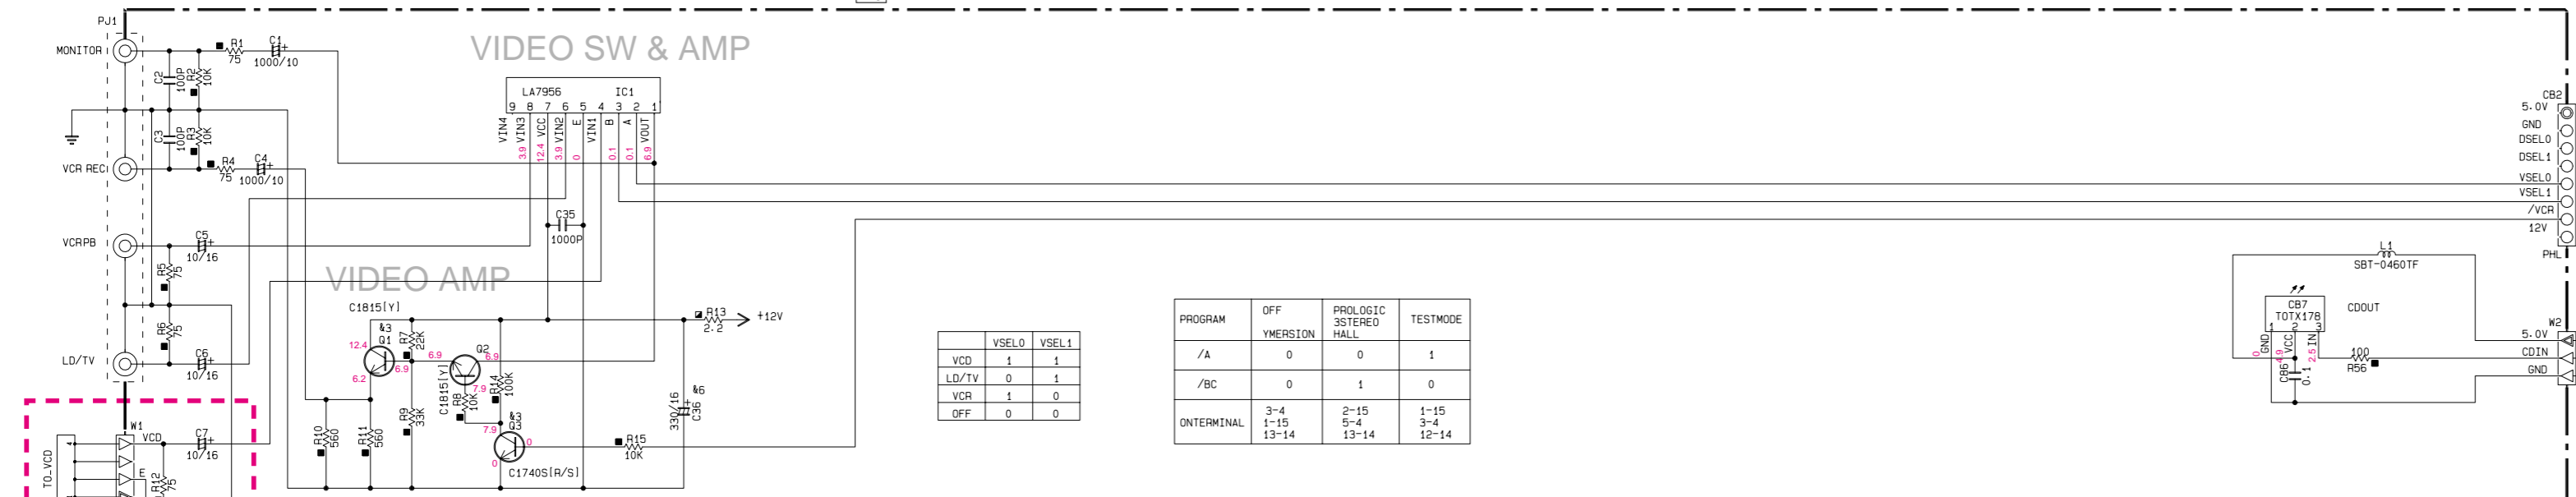 PJ1
MONITOR
R1
75
C1
1000/10
VIDEO SW & AMP
C2
100P
R2
10K
LA7956 IC1
9 8 7 6 5 4 3 2 1
VIN4
VIN3
VCC
VIN2
E
VIN1
B
A
VOUT
3.9
12.4
3.9
0
0.1
0.1
6.9
C3
100P
R3
10K
VCR REC
R4
75
C4
1000/10
CB2
5.0V
GND
DSEL0
DSEL1
VSEL0
VSEL1
/VCR
12V
PHL
VCRPB
C5
10/16
C35
1000P
R5
75
VIDEO AMP
C1815[Y]
&3
Q1
12.4
6.2
6.9
R7
22K
6.9
Q2
6.9
C1815[Y]
7.9
R8
10K
R14
100K
R13
2.2
+12V
R6
75
LD/TV
C6
10/16
R10
560
R11
560
R9
33K
&3
Q3
7.9
0
0
C1740S[R/S]
R15
10K
330/16
C36
&6
W1
TO_VCD
VCD
C7
10/16
E
R12
75
VSEL0 VSEL1
VCD 1 1
LD/TV 0 1
VCR 1 0
OFF 0 0
PROGRAM OFF YMERSION PROLOGIC 3STEREO HALL TESTMODE
/A 0 0 1
/BC 0 1 0
ONTERMINAL 3-4 2-15 1-15
1-15 5-4 3-4
13-14 13-14 12-14
L1
SBT-0460TF
CB7
TOTX178
CDOUT
1 2 3
GND
VCC
IN
0
4.9
2.5
C86
0.1
100
R56
W2
5.0V
CDIN
GND